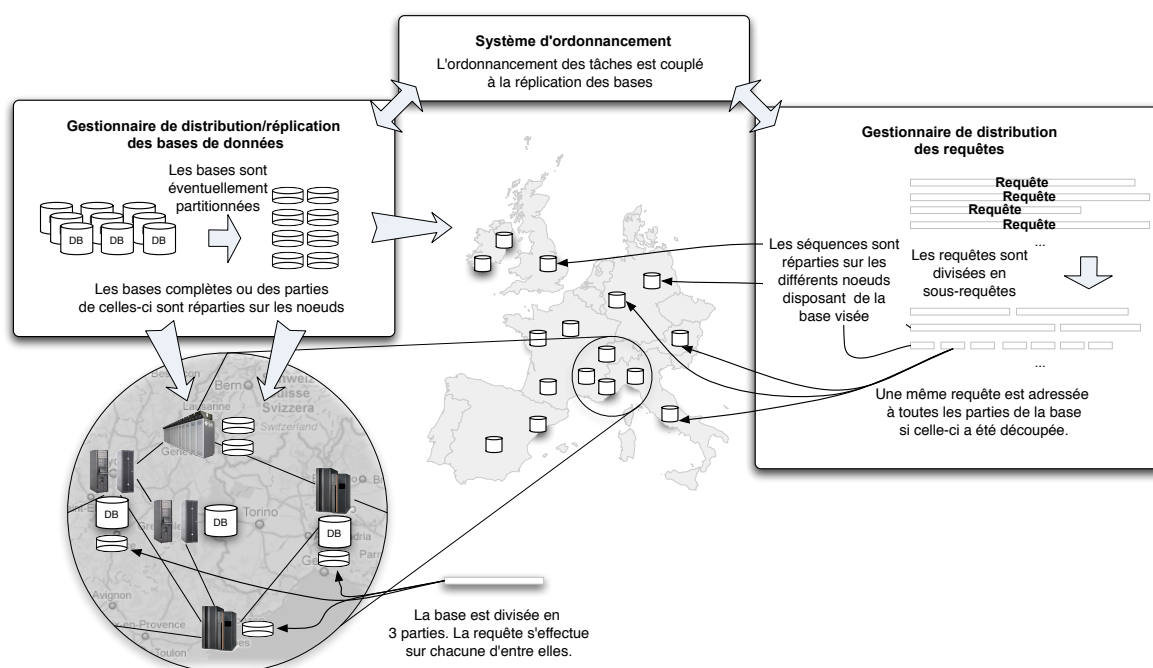 Système d'ordonnancement
L'ordonnancement des tâches est couplé
à la réplication des bases
Gestionnaire de distribution/réplication
des bases de données
Les bases sont
éventuellement
partitionnées
DB
DB
DB
Les bases complètes ou des parties
de celles-ci sont réparties sur les noeuds
Gestionnaire de distribution
des requêtes
Requête
Requête
Requête
Requête
...
Les requêtes sont
divisées en
sous-requêtes
...
Une même requête est adressée
à toutes les parties de la base
si celle-ci a été découpée.
Les séquences sont
réparties sur les
différents noeuds
disposant de la
base visée
Bern
Lausanne
Svizzera
Switzerland
DB
DB
Torino
DB
Avignon
Toulon
La base est divisée en
3 parties. La requête s'effectue
sur chacune d'entre elles.